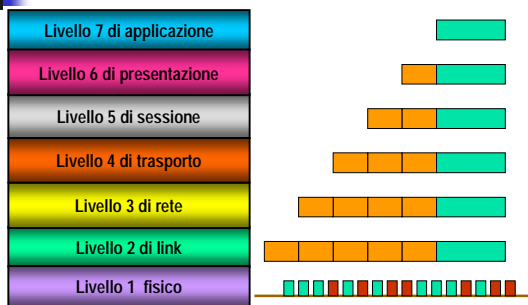 Livello 7 di applicazione
Livello 6 di presentazione
Livello 5 di sessione
Livello 4 di trasporto
Livello 3 di rete
Livello 2 di link
Livello 1 fisico